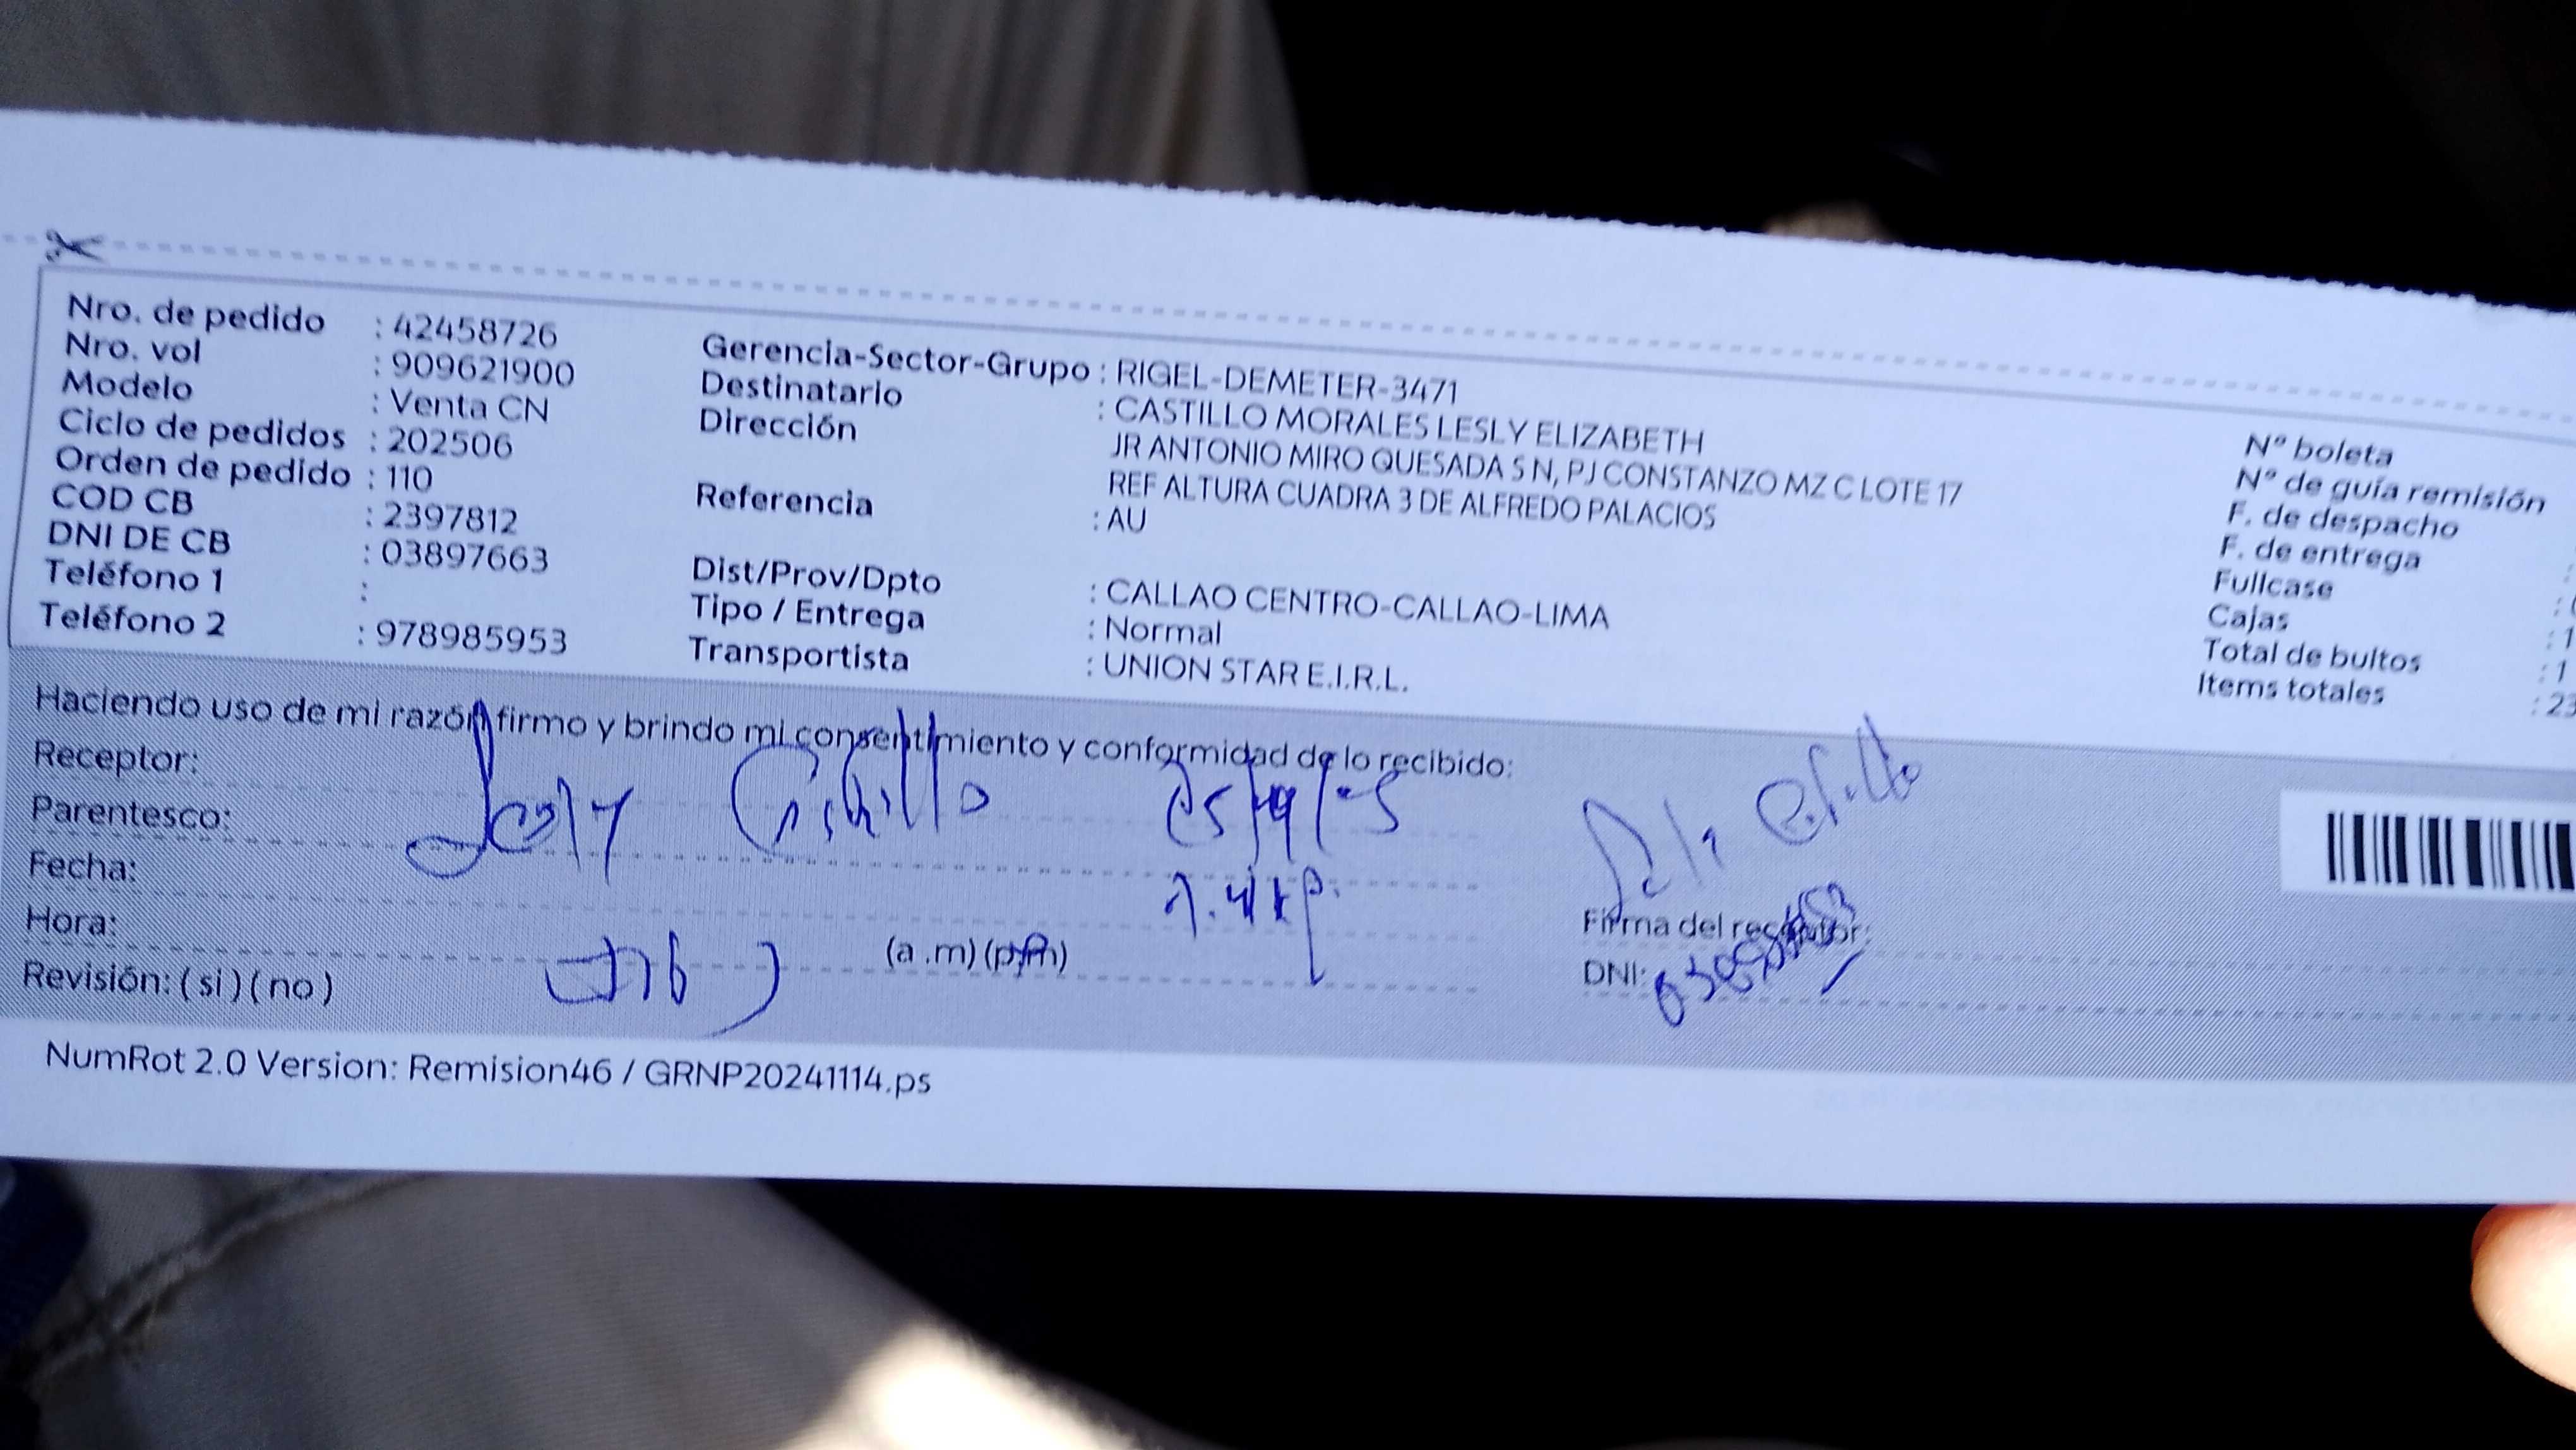 Nro. de pedido : 42458726
Nro. vol : 909621900
Modelo : Venta CN
Ciclo de pedidos : 202506
Orden de pedido : 110
COD CB : 2397812
DNI DE CB : 03897663
Teléfono 1 :
Teléfono 2 : 978985953
Gerencia-Sector-Grupo : RIGEL-DEMETER-3471
Destinatario : CASTILLO MORALES LESLY ELIZABETH
Dirección JR ANTONIO MIRO QUESADA S N, PJ CONSTANZO MZ C LOTE 17
REF ALTURA CUADRA 3 DE ALFREDO PALACIOS
Referencia : AU
Dist/Prov/Dpto : CALLAO CENTRO-CALLAO-LIMA
Tipo / Entrega : Normal
Transportista : UNION STAR E.I.R.L.
N° boleta
N° de guía remisión
F. de despacho
F. de entrega :
Fullcase :
Cajas : 1
Total de bultos : 1
Items totales : 23
Haciendo uso de mi razón firmo y brindo mi consentimiento y conformidad de lo recibido:
Receptor:
Parentesco: Lesly Castillo
Fecha:
Hora: (a .m) (p.m)
Revisión: ( si ) ( no )
Firma del receptor:
DNI:
NumRot 2.0 Version: Remision46 / GRNP20241114.ps